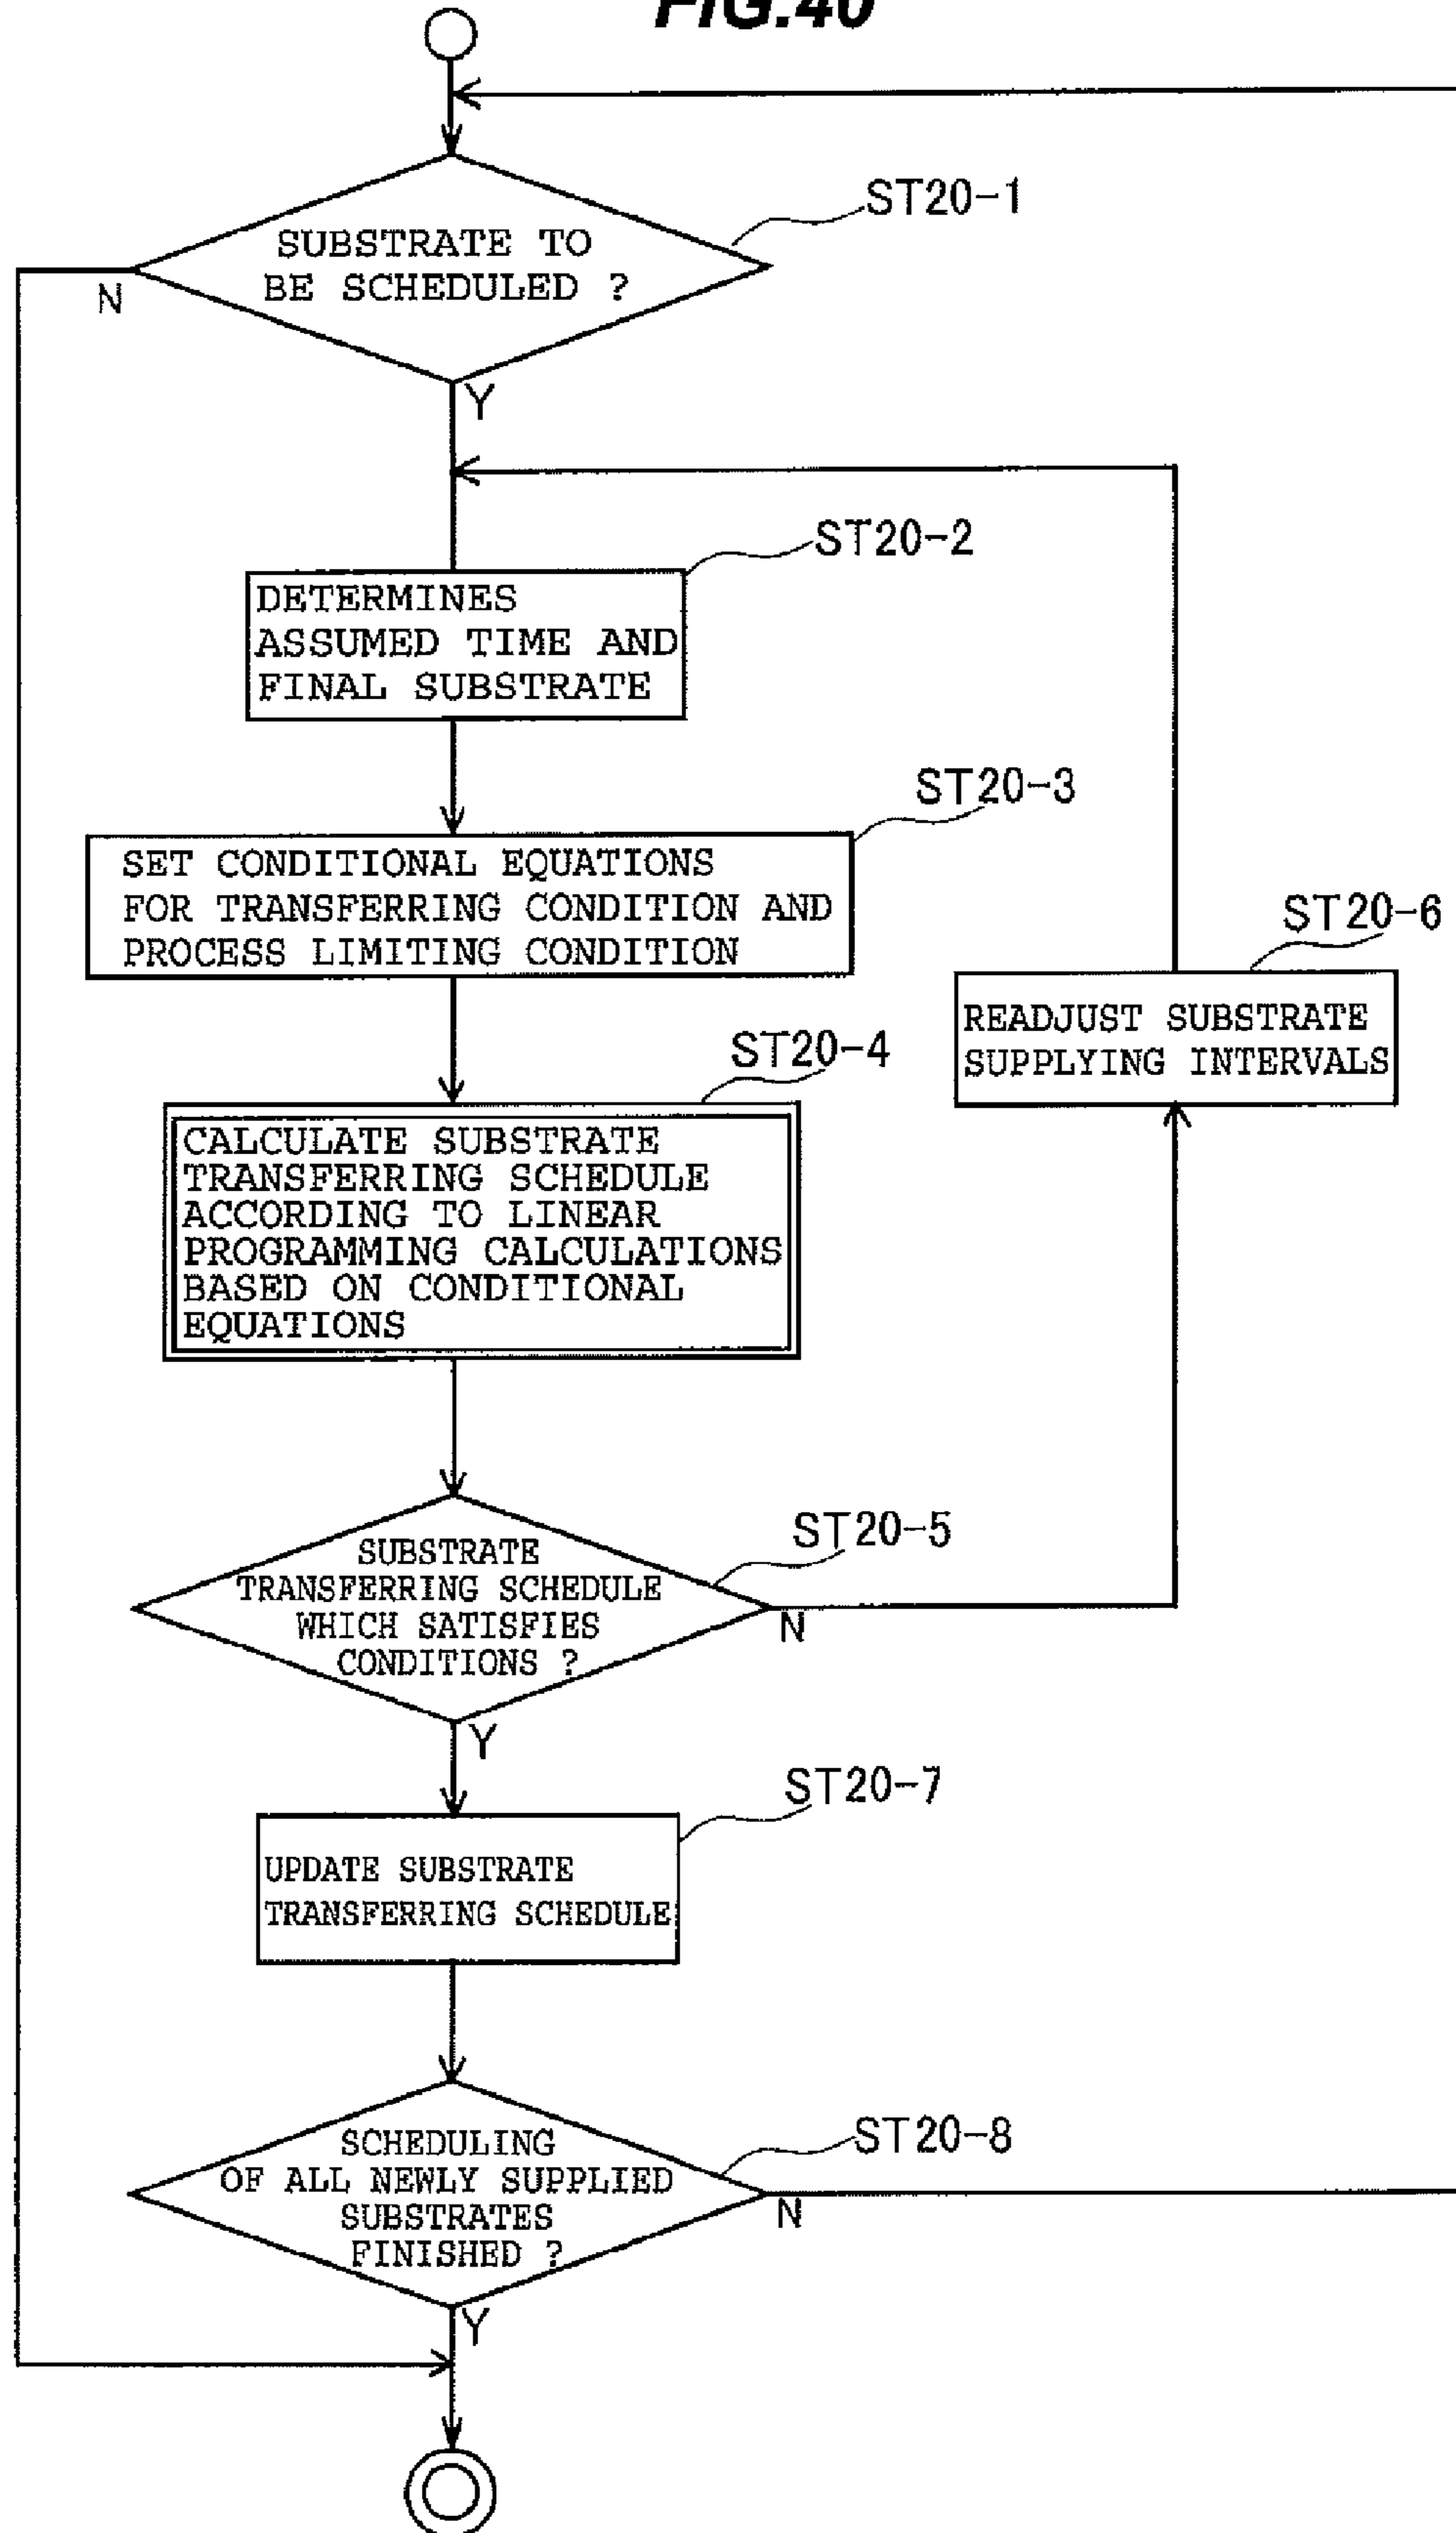 FIG.40
ST20-1
SUBSTRATE TO
BE SCHEDULED ?
N
Y
ST20-2
DETERMINES
ASSUMED TIME AND
FINAL SUBSTRATE
ST20-3
SET CONDITIONAL EQUATIONS
FOR TRANSFERRING CONDITION AND
PROCESS LIMITING CONDITION
ST20-6
READJUST SUBSTRATE
SUPPLYING INTERVALS
ST20-4
CALCULATE SUBSTRATE
TRANSFERRING SCHEDULE
ACCORDING TO LINEAR
PROGRAMMING CALCULATIONS
BASED ON CONDITIONAL
EQUATIONS
ST20-5
SUBSTRATE
TRANSFERRING SCHEDULE
WHICH SATISFIES
CONDITIONS ?
N
Y
ST20-7
UPDATE SUBSTRATE
TRANSFERRING SCHEDULE
ST20-8
SCHEDULING
OF ALL NEWLY SUPPLIED
SUBSTRATES
FINISHED ?
N
Y